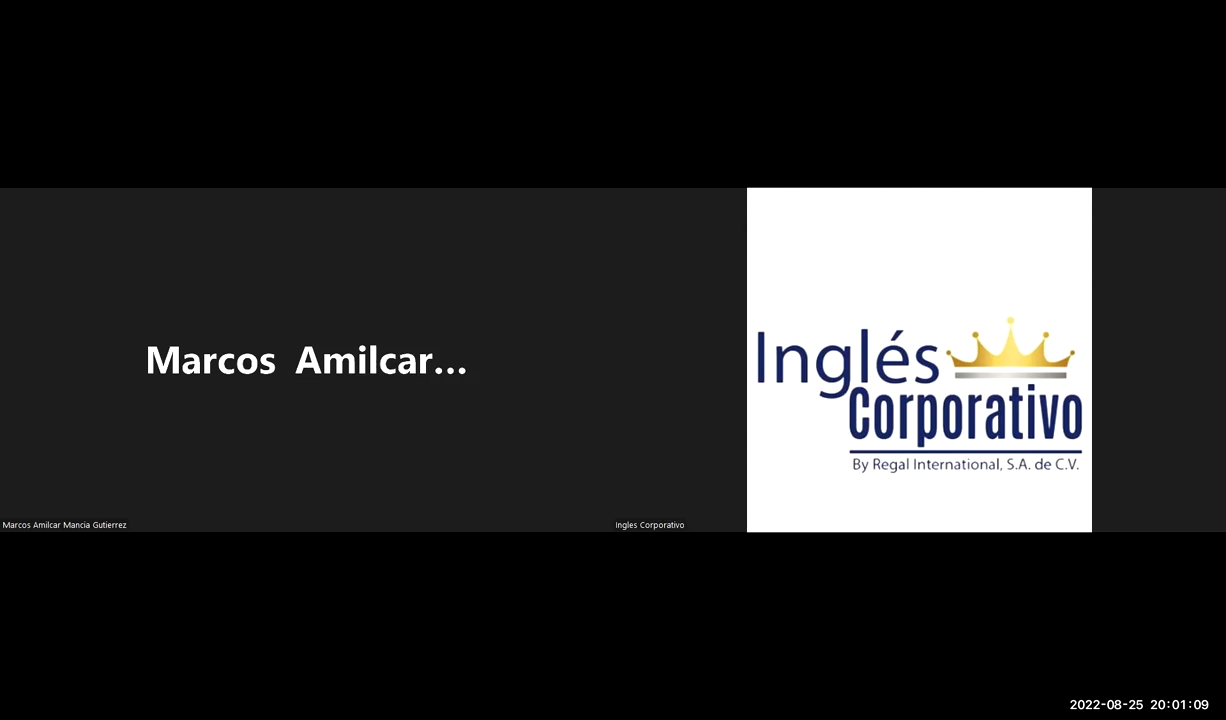 Marcos Amilcar...
Marcos Amilcar Mancia Gutierrez
Inglés
Corporativo
By Regal International, S.A. de C.V.
Ingles Corporativo
2022-08-25 20:01:09